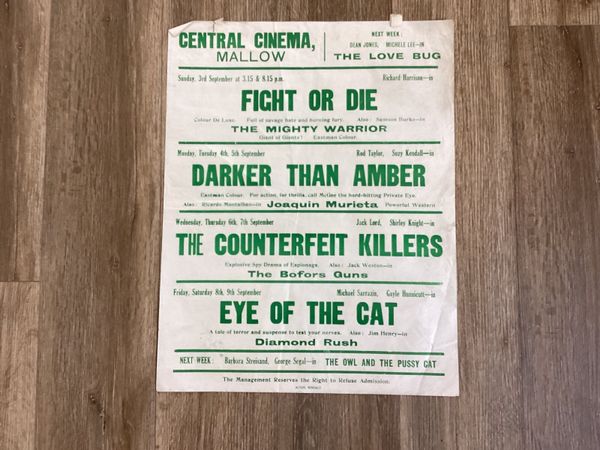 CENTRAL CINEMA,
MALLOW
NEXT WEEK:
DEAN JONES, MICHELE LEE—IN
THE LOVE BUG
Sunday, 3rd September at 3.15 & 8.15 p.m. Richard Harrison—in
FIGHT OR DIE
Colour De Luxe. Full of savage hate and burning fury. Also: Samson Burke—in
THE MIGHTY WARRIOR
Giant of Giants! Eastman Colour.
Monday, Tuesday 4th, 5th September Rod Taylor, Suzy Kendall—in
DARKER THAN AMBER
Eastman Colour. For action, for thrills, call McGee the hard-hitting Private Eye.
Also: Ricardo Montalban—in Joaquin Murieta Powerful Western
Wednesday, Thursday 6th, 7th September Jack Lord, Shirley Knight—in
THE COUNTERFEIT KILLERS
Explosive Spy Drama of Espionage. Also: Jack Weston—in
The Bofors Guns
Friday, Saturday 8th, 9th September Michael Sarrazin, Gayle Hunnicutt—in
EYE OF THE CAT
A tale of terror and suspense to test your nerves. Also: Jim Henry—in
Diamond Rush
NEXT WEEK: Barbara Streisand, George Segal—in THE OWL AND THE PUSSY CAT
The Management Reserves the Right to Refuse Admission.